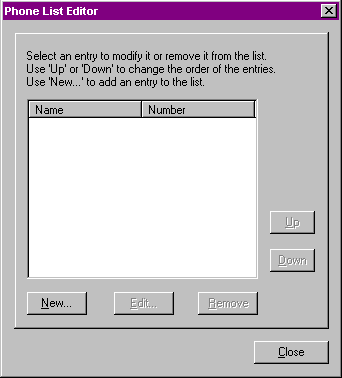 Phone List Editor
Select an entry to modify it or remove it from the list.
Use 'Up' or 'Down' to change the order of the entries.
Use 'New...' to add an entry to the list.
Name Number
Up
Down
New... Edit... Remove
Close